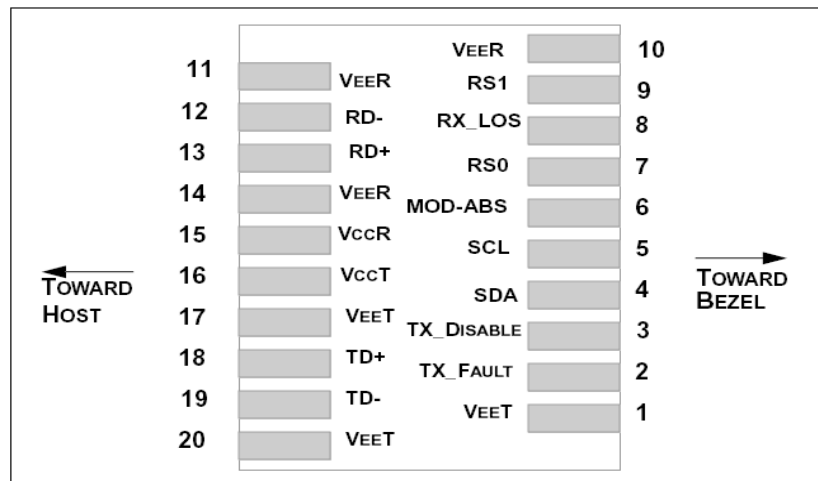 10 VEER
11 VEER
RS1 9
12 RD-
RX_LOS 8
13 RD+
RS0 7
14 VEER
MOD-ABS 6
15 VCCR
SCL 5
16 VCCT
TOWARD HOST
TOWARD BEZEL
SDA 4
17 VEET
TX_DISABLE 3
18 TD+
TX_FAULT 2
19 TD-
VEET 1
20 VEET